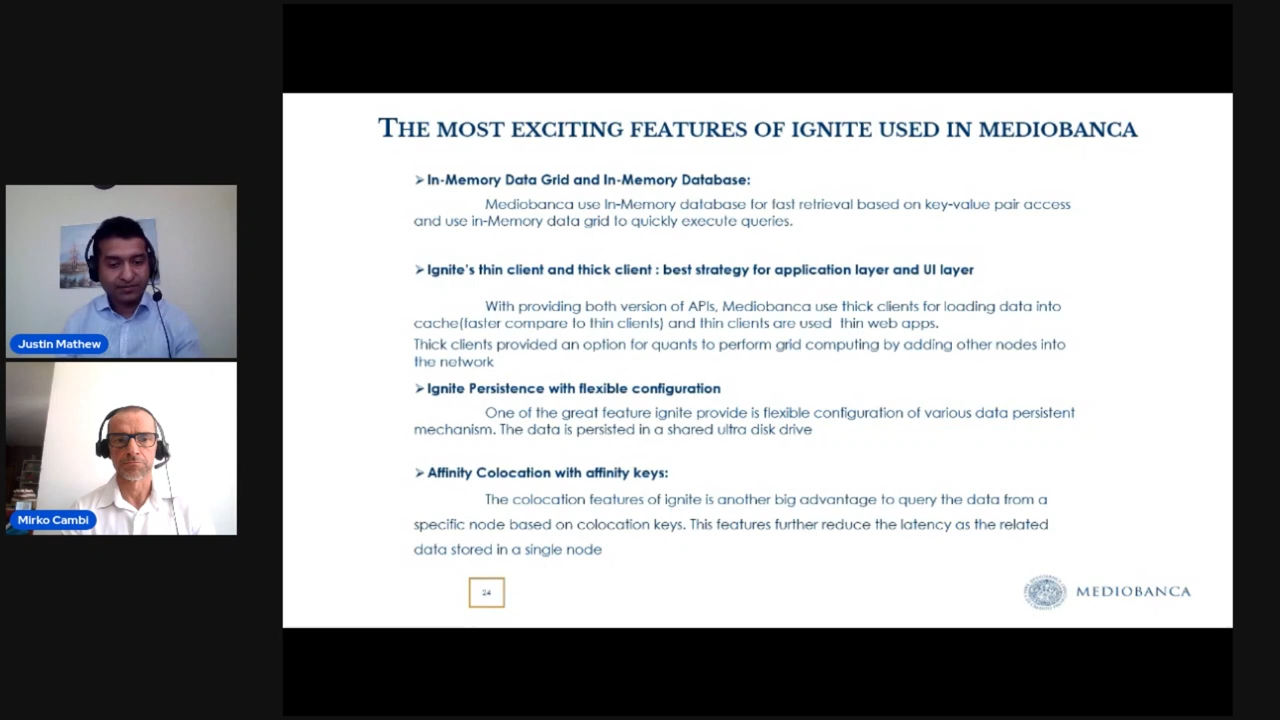 THE MOST EXCITING FEATURES OF IGNITE USED IN MEDIOBANCA
➢In-Memory Data Grid and In-Memory Database:
Mediobanca use In-Memory database for fast retrieval based on key-value pair access
and use in-Memory data grid to quickly execute queries.
➢Ignite's thin client and thick client : best strategy for application layer and UI layer
With providing both version of APIs, Mediobanca use thick clients for loading data into
cache(faster compare to thin clients) and thin clients are used thin web apps.
Thick clients provided an option for quants to perform grid computing by adding other nodes into
the network
➢Ignite Persistence with flexible configuration
One of the great feature ignite provide is flexible configuration of various data persistent
mechanism. The data is persisted in a shared ultra disk drive
➢Affinity Colocation with affinity keys:
The colocation features of ignite is another big advantage to query the data from a
specific node based on colocation keys. This features further reduce the latency as the related
data stored in a single node
24
MEDIOBANCA
Justin Mathew
Mirko Cambi